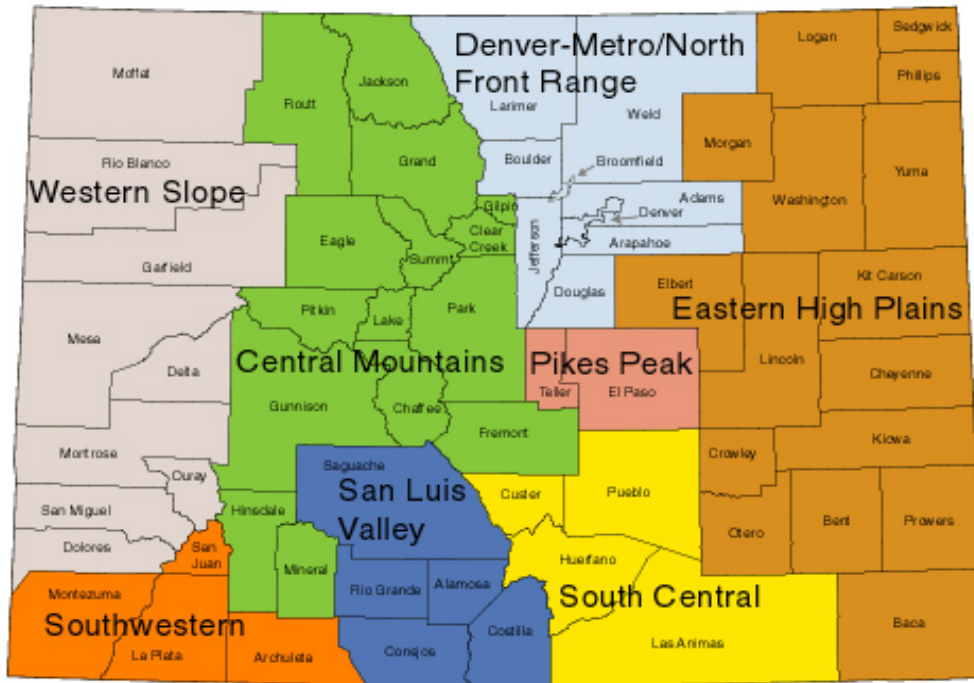 Moffat
Routt
Jackson
Denver-Metro/North
Front Range
Larimer
Weld
Logan
Sedgwick
Phillips
Morgan
Rio Blanco
Western Slope
Grand
Boulder
Broomfield
Washington
Yuma
Gilpin
Clear
Creek
Jefferson
Adams
Denver
Arapahoe
Eagle
Summt
Garfield
Douglas
Elbert
Kit Carson
Eastern High Plains
Pitkin
Lake
Park
Mesa
Delta
Central Mountains
Pikes Peak
Teller
El Paso
Lincoln
Cheyenne
Gunnison
Chaffee
Fremont
Montrose
Ouray
Saguache
San Luis
Valley
Custer
Pueblo
Crowley
Kiowa
San Miguel
Hinsdale
Otero
Bent
Prowers
Dolores
San
Juan
Mineral
Huerfano
Montezuma
Southwestern
Rio Grande
Alamosa
South Central
La Plata
Archuleta
Conejos
Costilla
Las Animas
Baca